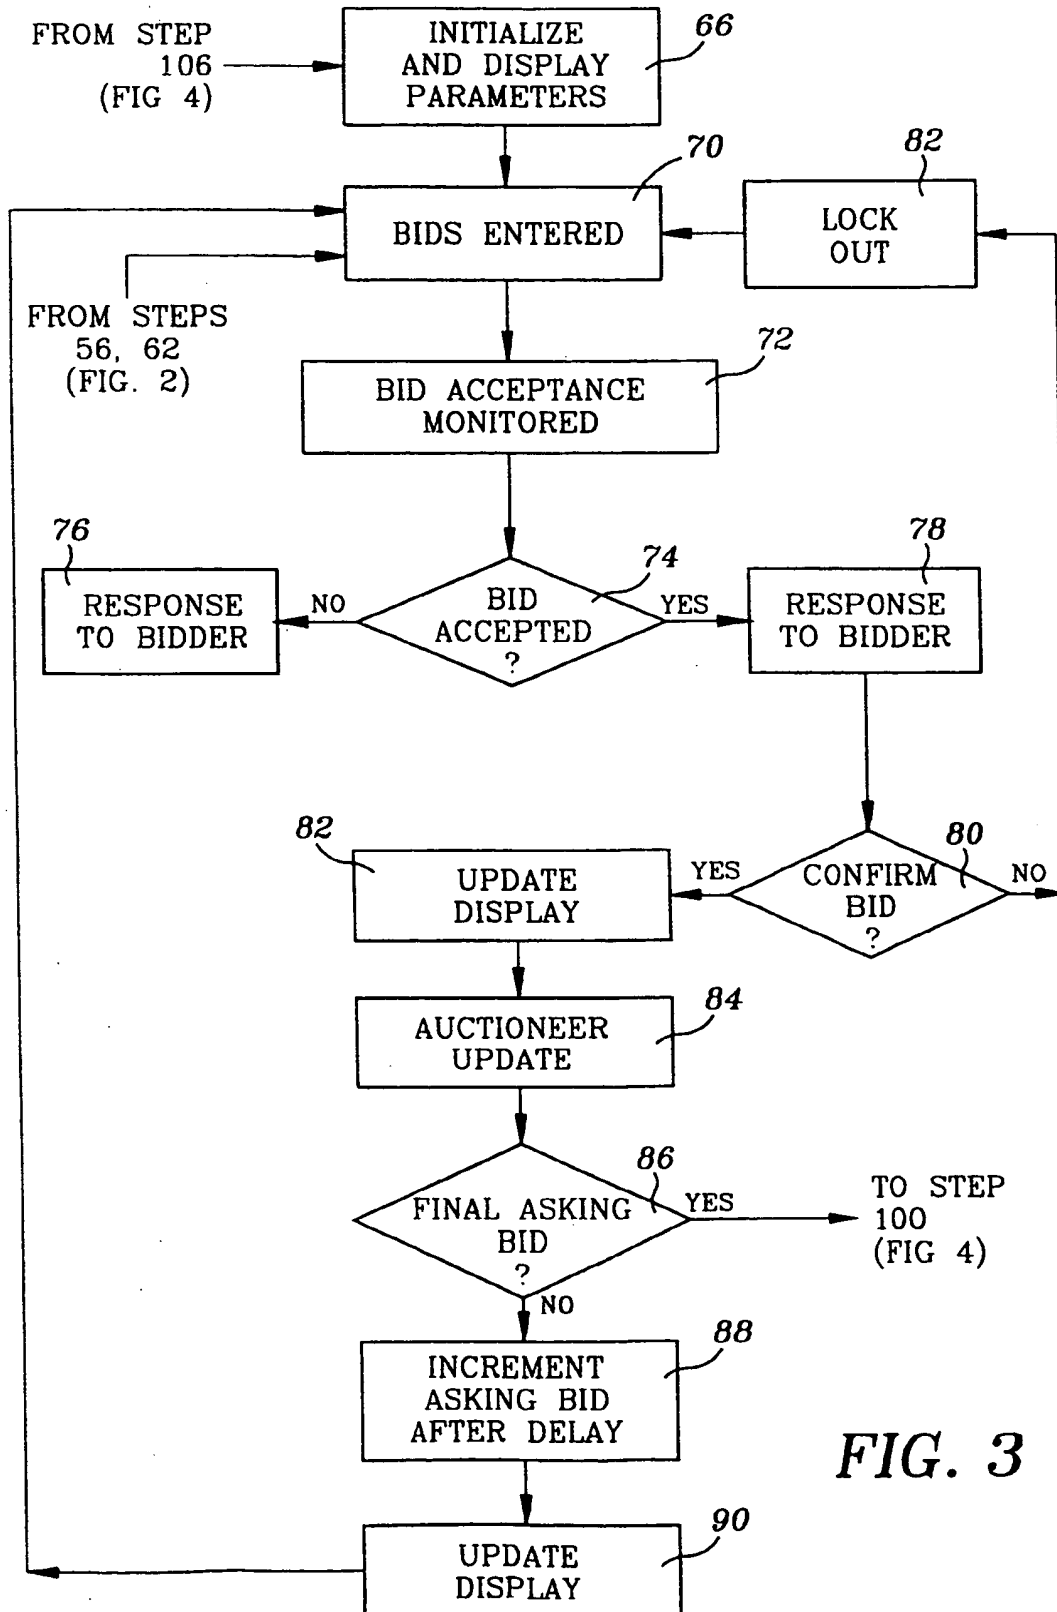 FROM STEP
106
(FIG 4)
INITIALIZE
AND DISPLAY
PARAMETERS
66
70
BIDS ENTERED
82
LOCK
OUT
FROM STEPS
56, 62
(FIG. 2)
72
BID ACCEPTANCE
MONITORED
76
RESPONSE
TO BIDDER
NO
74
BID
ACCEPTED
?
YES
78
RESPONSE
TO BIDDER
82
UPDATE
DISPLAY
YES
80
CONFIRM
BID
?
NO
84
AUCTIONEER
UPDATE
86
FINAL ASKING
BID
?
YES
TO STEP
100
(FIG 4)
NO
88
INCREMENT
ASKING BID
AFTER DELAY
FIG. 3
90
UPDATE
DISPLAY